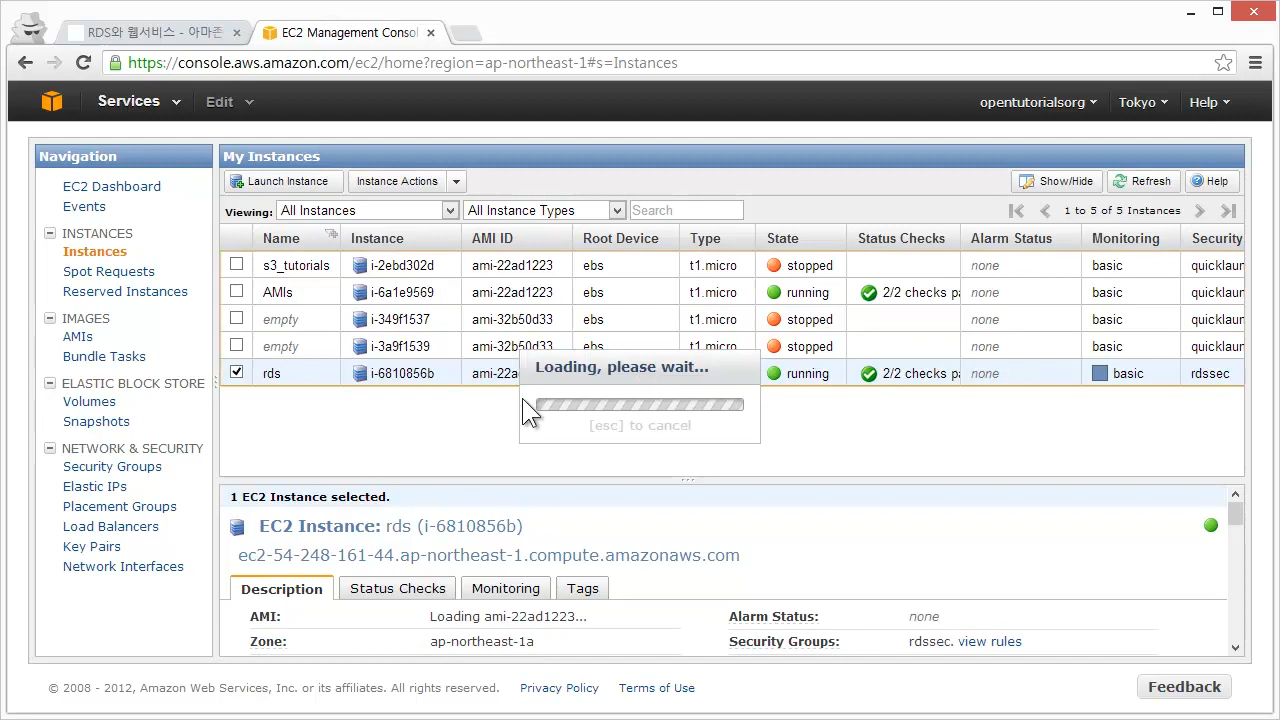 RDS와 웹서비스 - 아마존
EC2 Management Consol
https://console.aws.amazon.com/ec2/home?region=ap-northeast-1#s=Instances
Services Edit opentutorialsorg Tokyo Help
Navigation
EC2 Dashboard
Events
INSTANCES
Instances
Spot Requests
Reserved Instances
IMAGES
AMIs
Bundle Tasks
ELASTIC BLOCK STORE
Volumes
Snapshots
NETWORK & SECURITY
Security Groups
Elastic IPs
Placement Groups
Load Balancers
Key Pairs
Network Interfaces
My Instances
Launch Instance Instance Actions Show/Hide Refresh Help
Viewing: All Instances All Instance Types Search 1 to 5 of 5 Instances
Name Instance AMI ID Root Device Type State Status Checks Alarm Status Monitoring Security
s3_tutorials i-2ebd302d ami-22ad1223 ebs t1.micro stopped none basic quicklaun
AMIs i-6a1e9569 ami-22ad1223 ebs t1.micro running 2/2 checks pa none basic quicklaun
empty i-349f1537 ami-32b50d33 ebs t1.micro stopped none basic quicklaun
empty i-3a9f1539 ami-32b50d33 ebs t1.micro stopped none basic quicklaun
rds i-6810856b ami-22a running 2/2 checks pa none basic rdssec
Loading, please wait...
[esc] to cancel
1 EC2 Instance selected.
EC2 Instance: rds (i-6810856b)
ec2-54-248-161-44.ap-northeast-1.compute.amazonaws.com
Description Status Checks Monitoring Tags
AMI: Loading ami-22ad1223... Alarm Status: none
Zone: ap-northeast-1a Security Groups: rdssec. view rules
© 2008 - 2012, Amazon Web Services, Inc. or its affiliates. All rights reserved. Privacy Policy Terms of Use Feedback